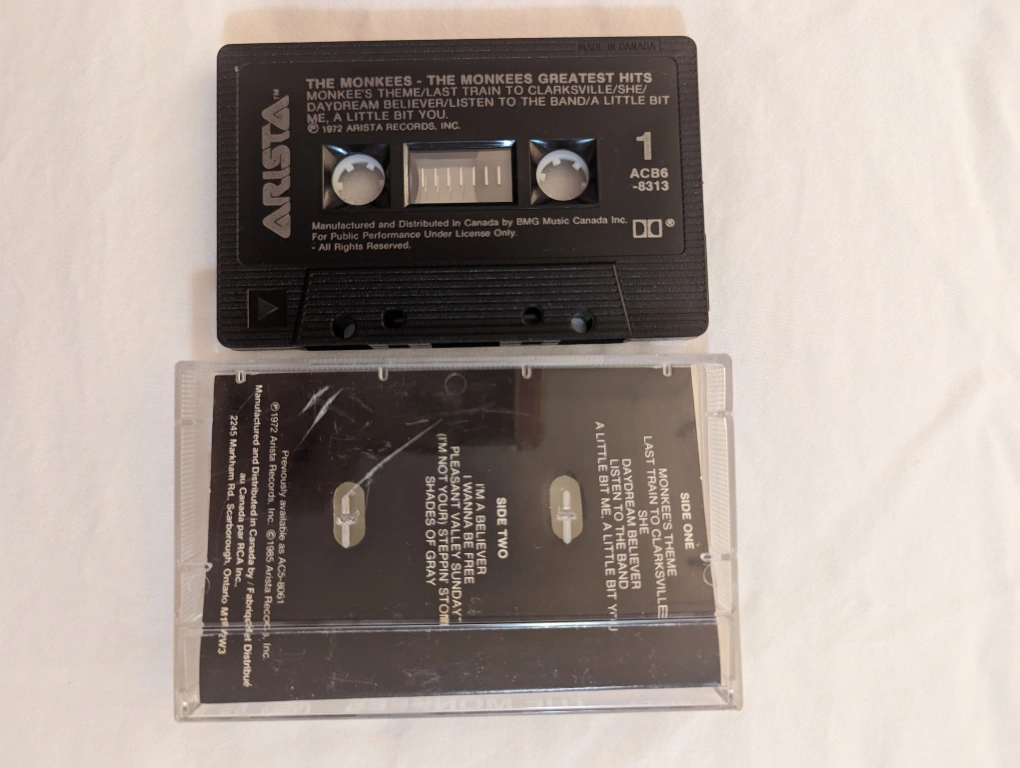 MADE IN CANADA
ARISTA™
THE MONKEES - THE MONKEES GREATEST HITS
MONKEE'S THEME/LAST TRAIN TO CLARKSVILLE/SHE/
DAYDREAM BELIEVER/LISTEN TO THE BAND/A LITTLE BIT
ME, A LITTLE BIT YOU.
℗ 1972 ARISTA RECORDS, INC.
1
ACB6
-8313
Manufactured and Distributed in Canada by BMG Music Canada Inc.
For Public Performance Under License Only.
- All Rights Reserved.
SIDE ONE
MONKEE'S THEME
LAST TRAIN TO CLARKSVILLE
SHE
DAYDREAM BELIEVER
LISTEN TO THE BAND
A LITTLE BIT ME, A LITTLE BIT YOU
SIDE TWO
I'M A BELIEVER
I WANNA BE FREE
PLEASANT VALLEY SUNDAY
(I'M NOT YOUR) STEPPIN' STONE
SHADES OF GRAY
Previously available as AC5-8061
℗1972 Arista Records, Inc. ©1985 Arista Records, Inc.
Manufactured and Distributed in Canada by / Fabriqué et Distribué
au Canada par RCA Inc.,
2245 Markham Rd., Scarborough, Ontario
THE MONKEES